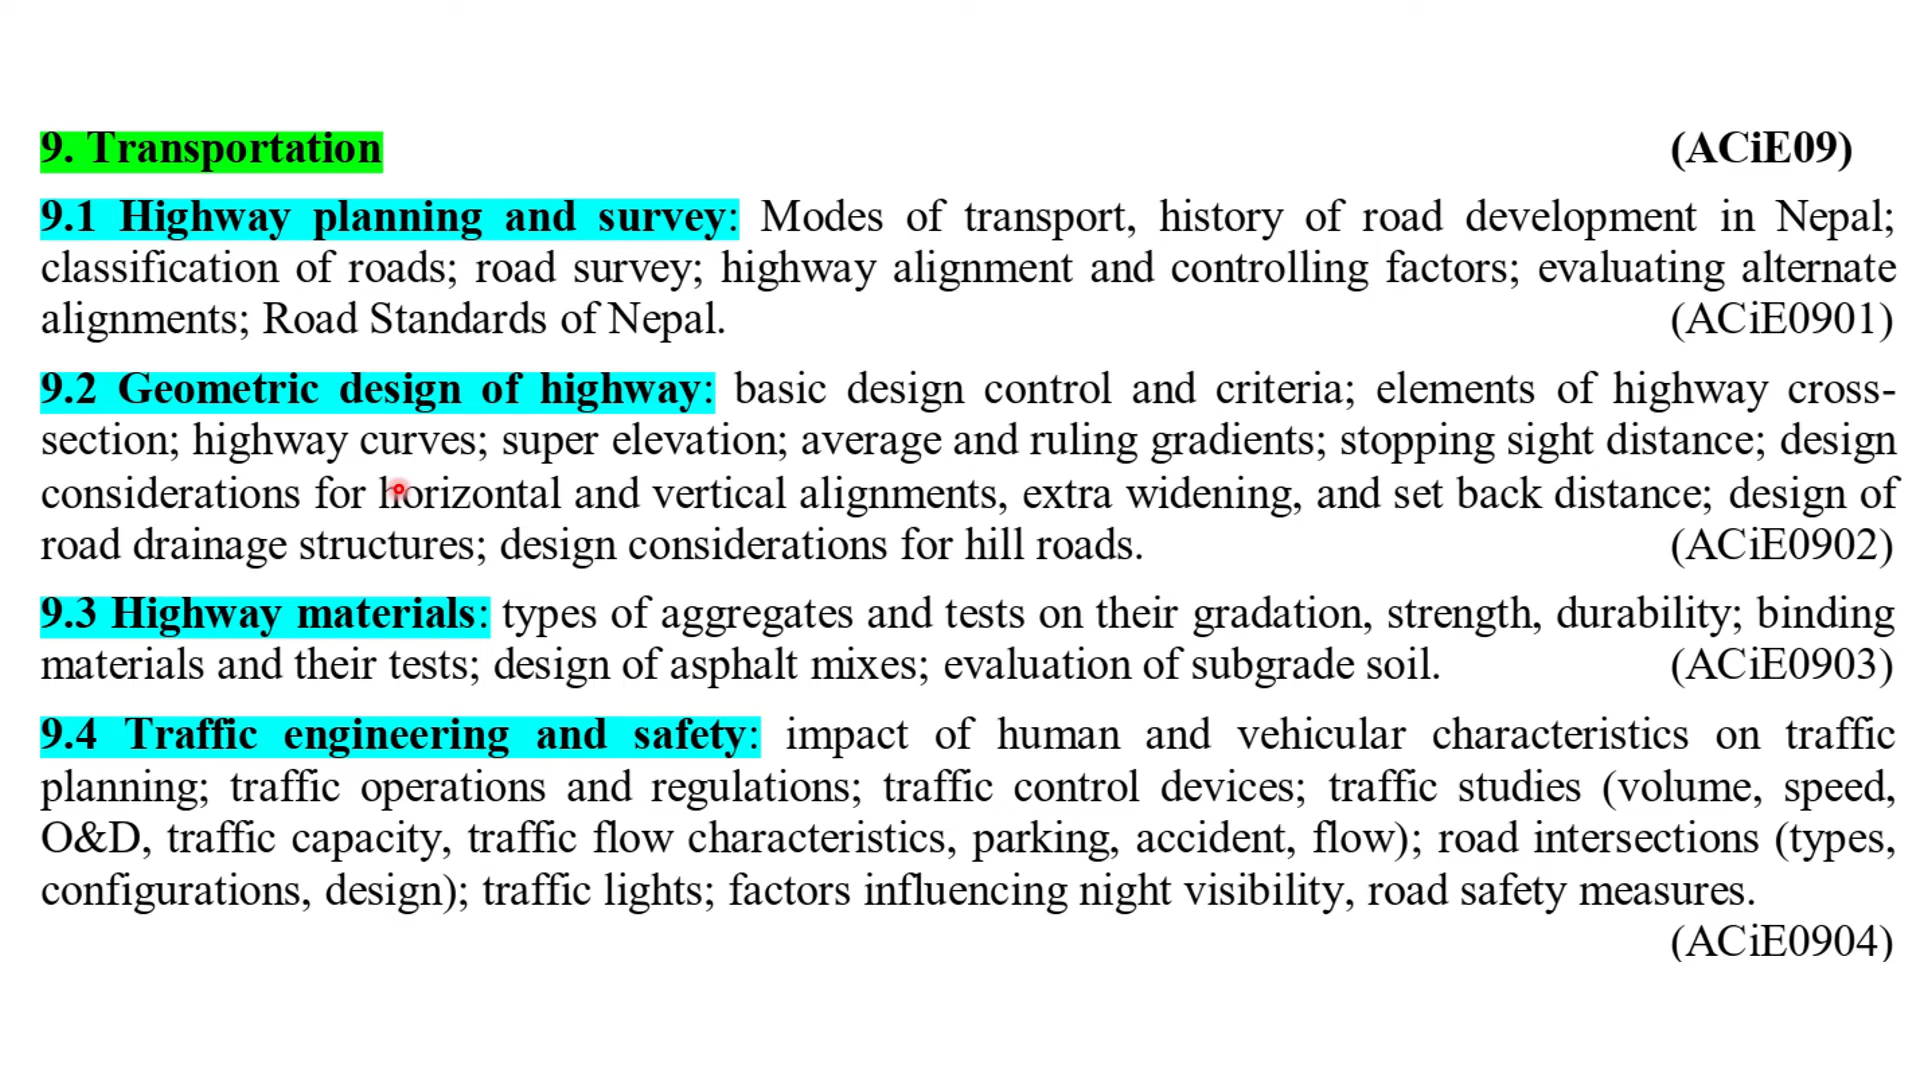 9. Transportation (ACiE09)
9.1 Highway planning and survey: Modes of transport, history of road development in Nepal;
classification of roads; road survey; highway alignment and controlling factors; evaluating alternate
alignments; Road Standards of Nepal. (ACiE0901)
9.2 Geometric design of highway: basic design control and criteria; elements of highway cross-
section; highway curves; super elevation; average and ruling gradients; stopping sight distance; design
considerations for horizontal and vertical alignments, extra widening, and set back distance; design of
road drainage structures; design considerations for hill roads. (ACiE0902)
9.3 Highway materials: types of aggregates and tests on their gradation, strength, durability; binding
materials and their tests; design of asphalt mixes; evaluation of subgrade soil. (ACiE0903)
9.4 Traffic engineering and safety: impact of human and vehicular characteristics on traffic
planning; traffic operations and regulations; traffic control devices; traffic studies (volume, speed,
O&D, traffic capacity, traffic flow characteristics, parking, accident, flow); road intersections (types,
configurations, design); traffic lights; factors influencing night visibility, road safety measures.
(ACiE0904)